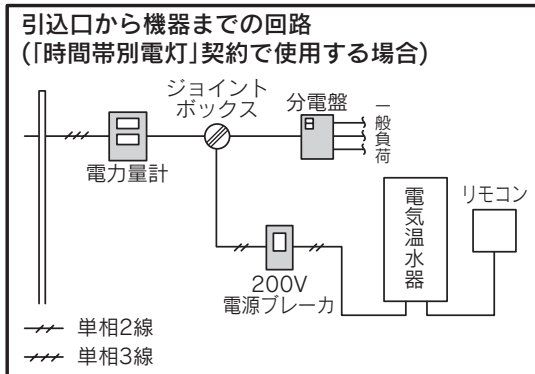 引込口から機器までの回路
(｢時間帯別電灯｣契約で使用する場合)
ジョイント
ボックス
分電盤
一般負荷
電力量計
電気温水器
リモコン
200V
電源ブレーカ
単相2線
単相3線